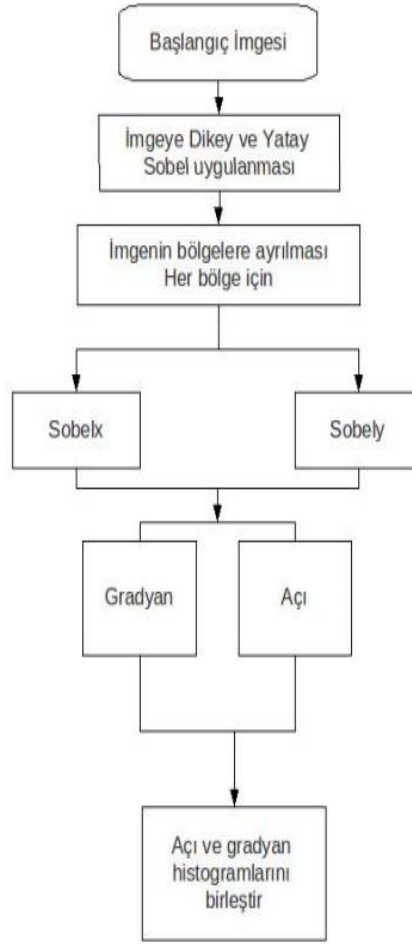 Başlangıç İmgesi
İmgeye Dikey ve Yatay
Sobel uygulanması
İmgenin bölgelere ayrılması
Her bölge için
Sobelx
Sobely
Gradyan
Açı
Açı ve gradyan
histogramlarını
birleştir